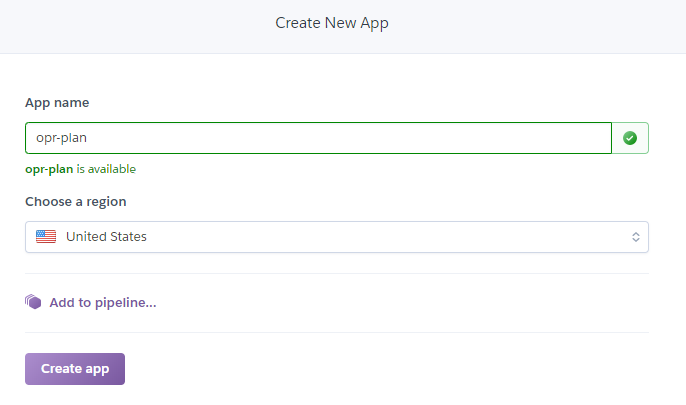 Create New App
App name
opr-plan
opr-plan is available
Choose a region
United States
Add to pipeline...
Create app